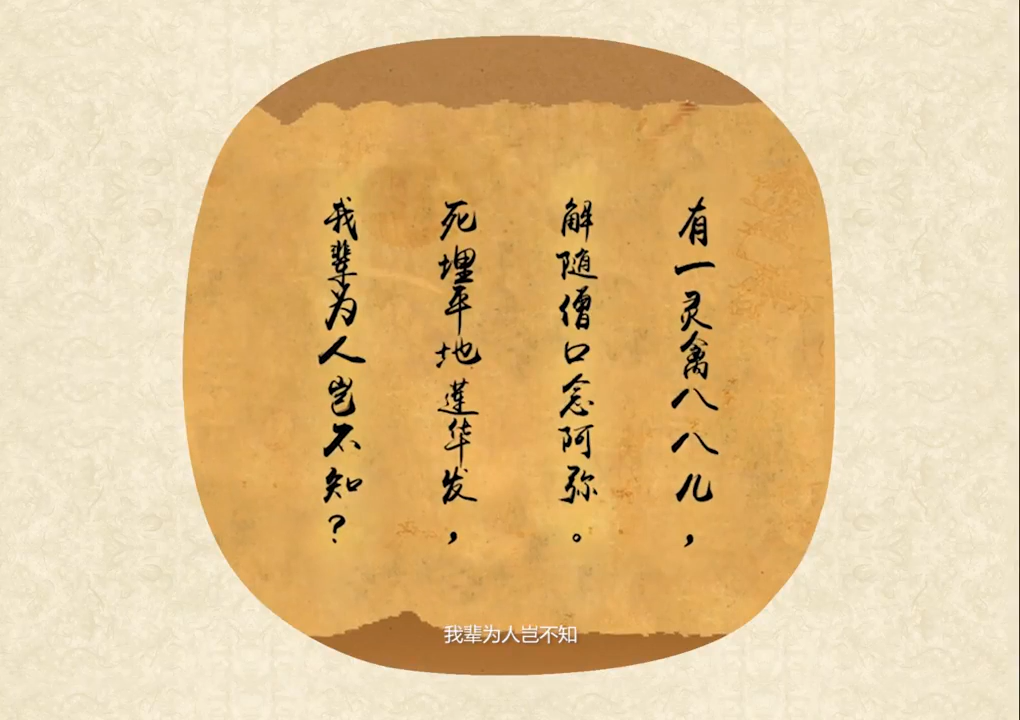 有一灵禽八八儿，
解随僧口念阿弥。
死埋平地莲华发，
我辈为人岂不知？
我辈为人岂不知